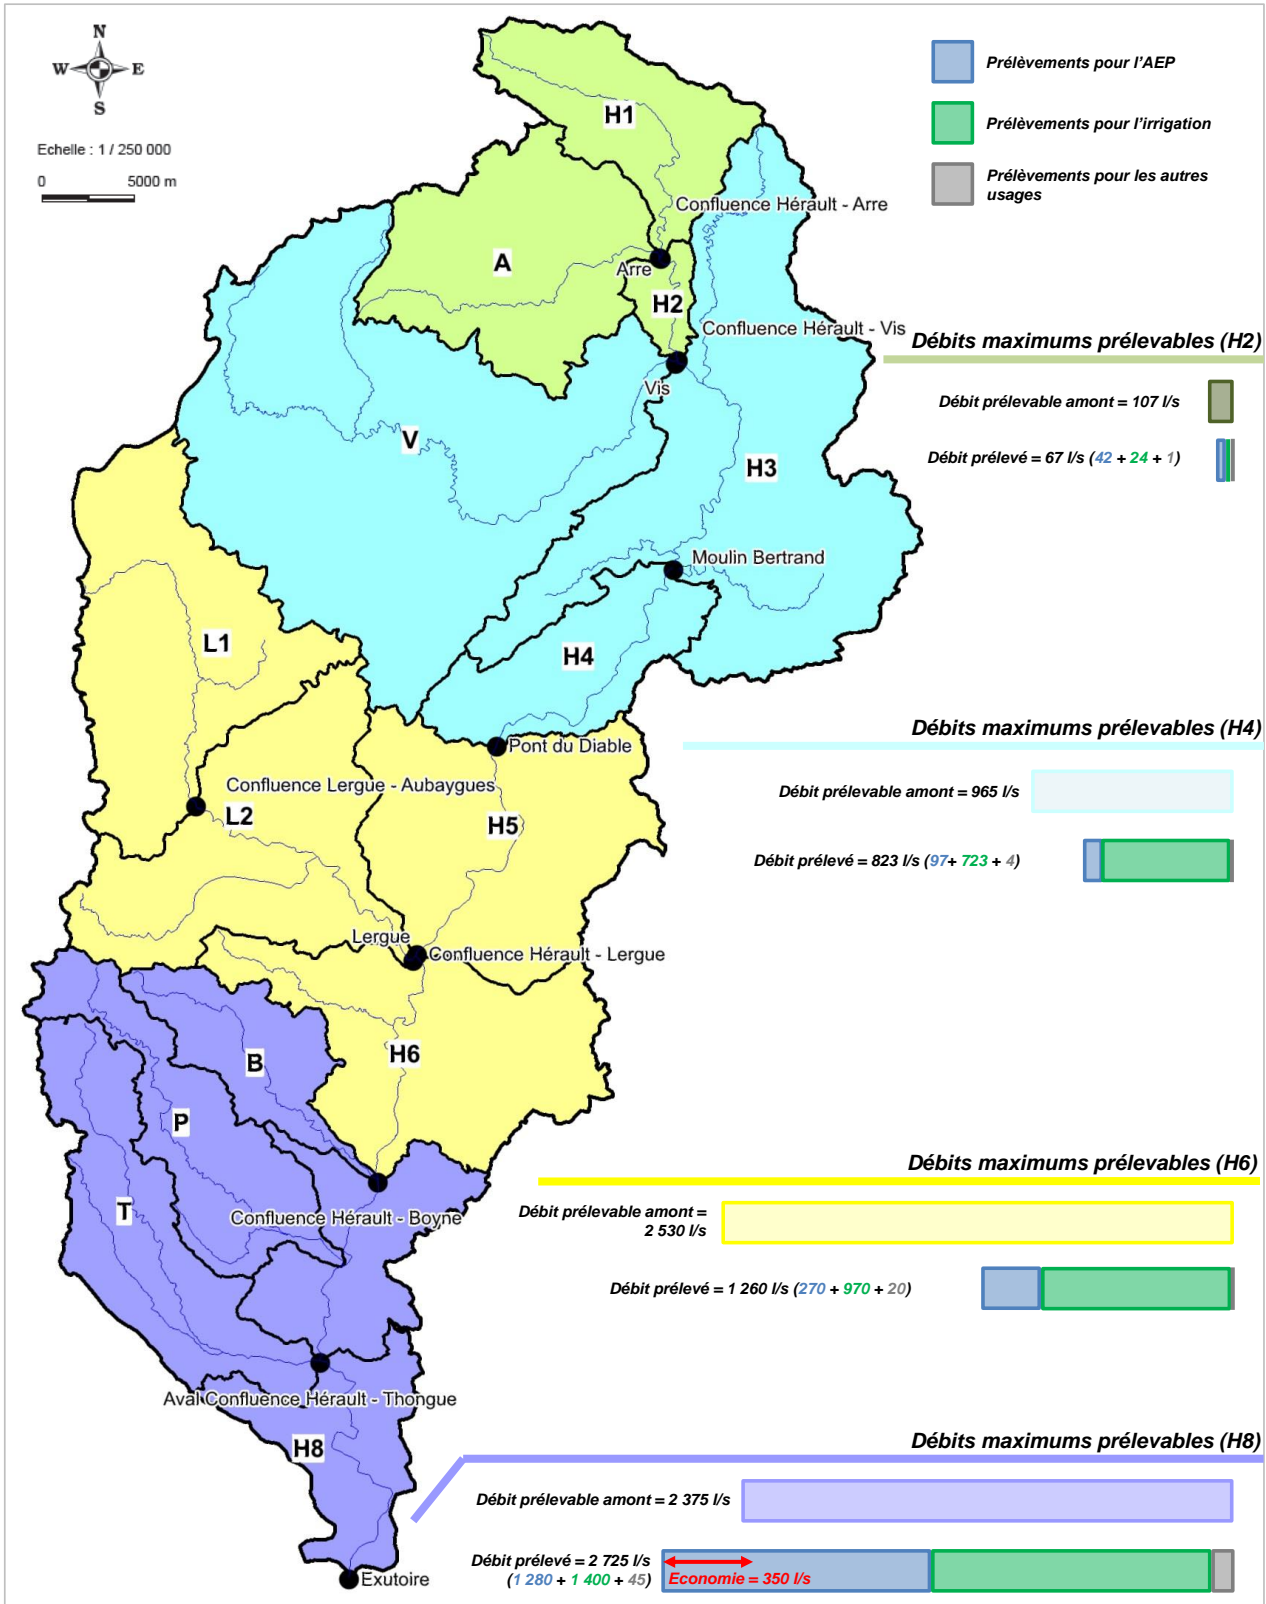 N
W
E
S
Echelle : 1 / 250 000
0
5000 m
Prélèvements pour l'AEP
Prélèvements pour l'irrigation
Prélèvements pour les autres
usages
H1
Confluence Hérault - Arre
A
Arre
H2
Confluence Hérault - Vis
Vis
Débits maximums prélevables (H2)
Débit prélevable amont = 107 l/s
Débit prélevé = 67 l/s (42 + 24 + 1)
V
H3
Moulin Bertrand
L1
H4
Pont du Diable
Débits maximums prélevables (H4)
Débit prélevable amont = 965 l/s
Débit prélevé = 823 l/s (97+ 723 + 4)
Confluence Lergue - Aubaygues
L2
H5
Lergue
Confluence Hérault - Lergue
B
H6
P
T
Confluence Hérault - Boyne
Débits maximums prélevables (H6)
Débit prélevable amont =
2 530 l/s
Débit prélevé = 1 260 l/s (270 + 970 + 20)
Aval Confluence Hérault - Thongue
H8
Exutoire
Débits maximums prélevables (H8)
Débit prélevable amont = 2 375 l/s
Débit prélevé = 2 725 l/s
(1 280 + 1 400 + 45)
Economie = 350 l/s